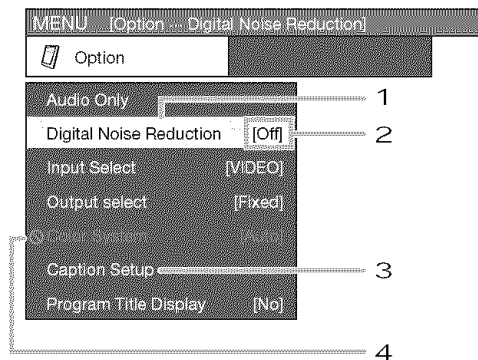 MENU [Option ... Digital Noise Reduction]
Option
Audio Only
1
Digital Noise Reduction [Off]
2
Input Select [VIDEO]
Output select [Fixed]
Color System [Auto]
Caption Setup
3
Program Title Display [No]
4